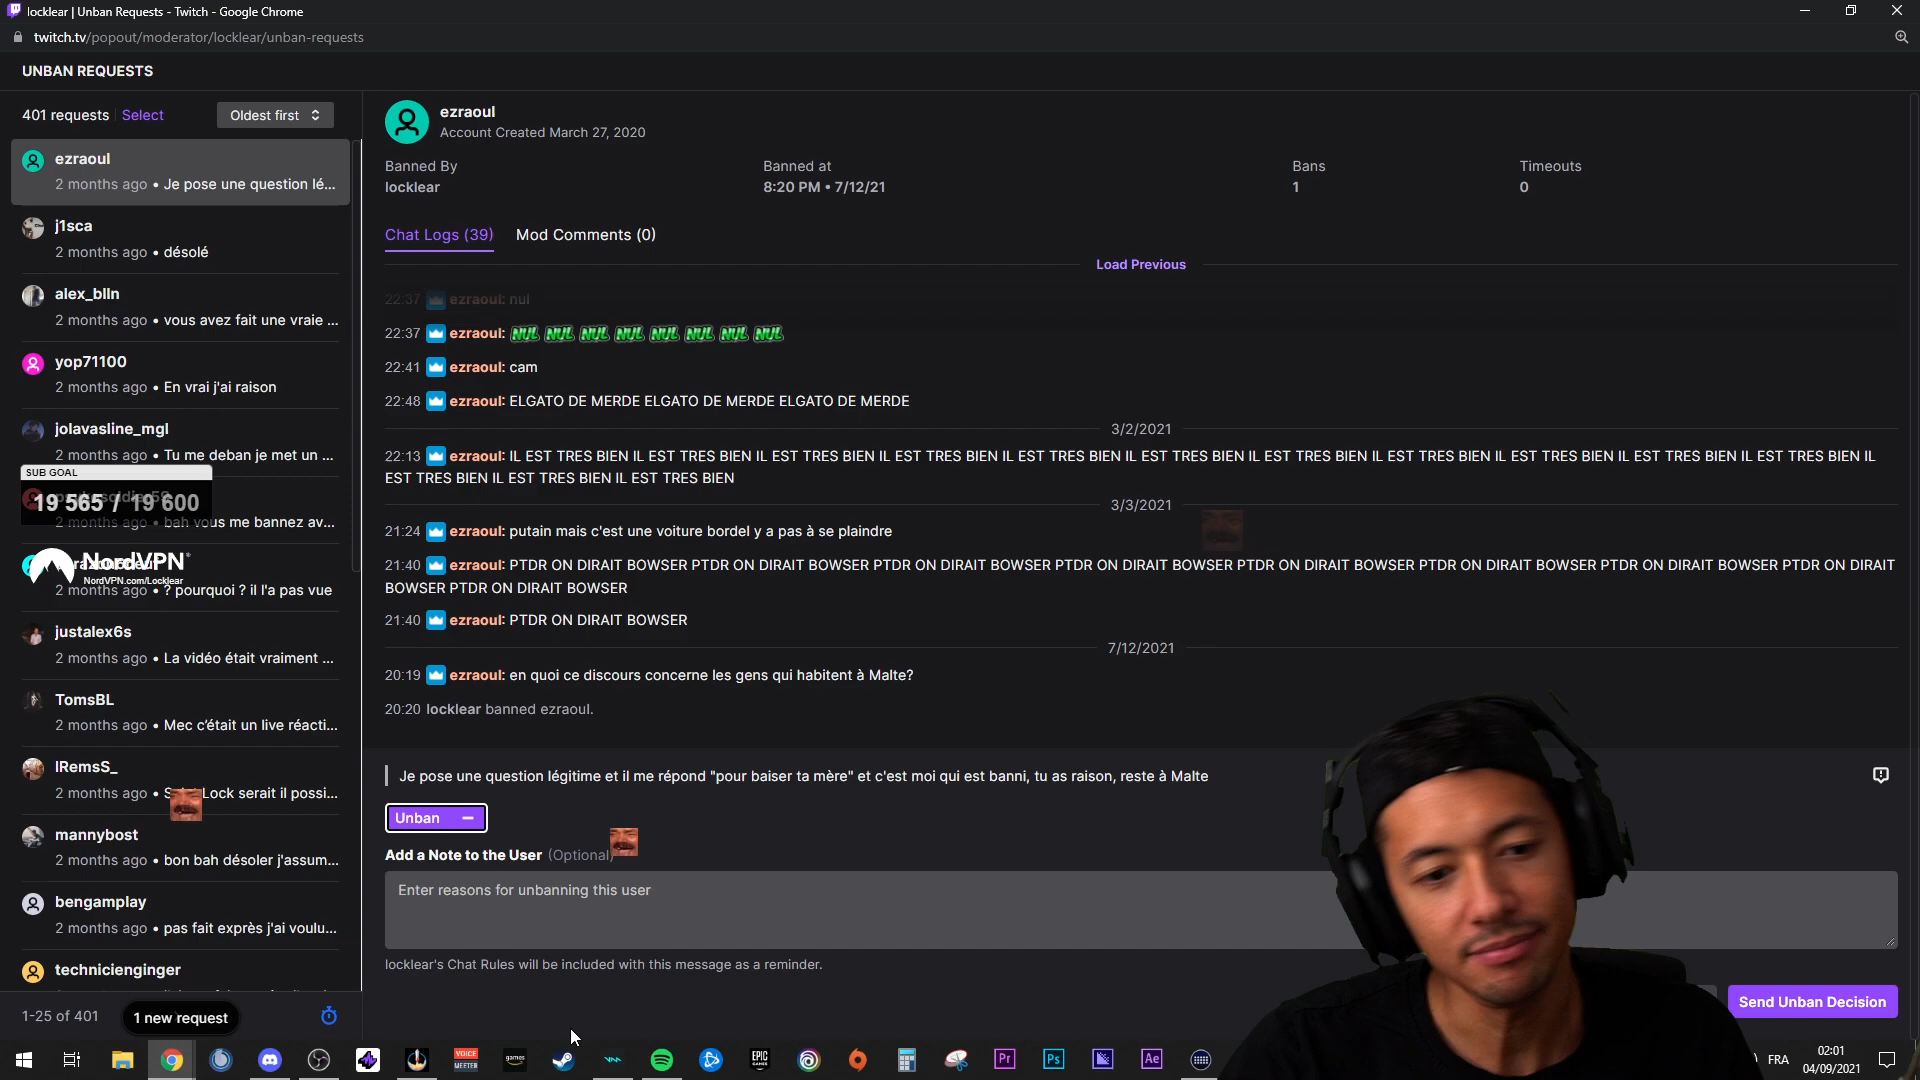 locklear | Unban Requests - Twitch - Google Chrome
twitch.tv/popout/moderator/locklear/unban-requests
UNBAN REQUESTS
401 requests Select Oldest first
ezraoul
2 months ago • Je pose une question lé...
j1sca
2 months ago • désolé
alex_blln
2 months ago • vous avez fait une vraie ...
yop71100
2 months ago • En vrai j'ai raison
jolavasline_mgl
2 months ago • Tu me deban je met un ...
SUB GOAL
19 565 / 19 600
2 months ago • bah vous me bannez av...
NordVPN®
NordVPN.com/Locklear
2 months ago • ? pourquoi ? il l'a pas vue
justalex6s
2 months ago • La vidéo était vraiment ...
TomsBL
2 months ago • Mec c'était un live réacti...
IRemsS_
2 months ago • Lock serait il possi...
mannybost
2 months ago • bon bah désoler j'assum...
bengamplay
2 months ago • pas fait exprès j'ai voulu...
technicienginger
1-25 of 401
1 new request
ezraoul
Account Created March 27, 2020
Banned By Banned at Bans Timeouts
locklear 8:20 PM • 7/12/21 1 0
Chat Logs (39) Mod Comments (0)
Load Previous
22:37 ezraoul: nul
22:37 ezraoul: NUL NUL NUL NUL NUL NUL NUL NUL
22:41 ezraoul: cam
22:48 ezraoul: ELGATO DE MERDE ELGATO DE MERDE ELGATO DE MERDE
3/2/2021
22:13 ezraoul: IL EST TRES BIEN IL EST TRES BIEN IL EST TRES BIEN IL EST TRES BIEN IL EST TRES BIEN IL EST TRES BIEN IL EST TRES BIEN IL EST TRES BIEN IL EST TRES BIEN IL EST TRES BIEN IL EST TRES BIEN IL
EST TRES BIEN IL EST TRES BIEN IL EST TRES BIEN
3/3/2021
21:24 ezraoul: putain mais c'est une voiture bordel y a pas à se plaindre
21:40 ezraoul: PTDR ON DIRAIT BOWSER PTDR ON DIRAIT BOWSER PTDR ON DIRAIT BOWSER PTDR ON DIRAIT BOWSER PTDR ON DIRAIT BOWSER PTDR ON DIRAIT BOWSER PTDR ON DIRAIT BOWSER PTDR ON DIRAIT
BOWSER PTDR ON DIRAIT BOWSER
21:40 ezraoul: PTDR ON DIRAIT BOWSER
7/12/2021
20:19 ezraoul: en quoi ce discours concerne les gens qui habitent à Malte?
20:20 locklear banned ezraoul.
Je pose une question légitime et il me répond "pour baiser ta mère" et c'est moi qui est banni, tu as raison, reste à Malte
Unban
Add a Note to the User (Optional)
Enter reasons for unbanning this user
locklear's Chat Rules will be included with this message as a reminder.
Send Unban Decision
VOICE MEETER
games
EPIC GAMES
Pr
Ps
Ae
FRA
02:01
04/09/2021